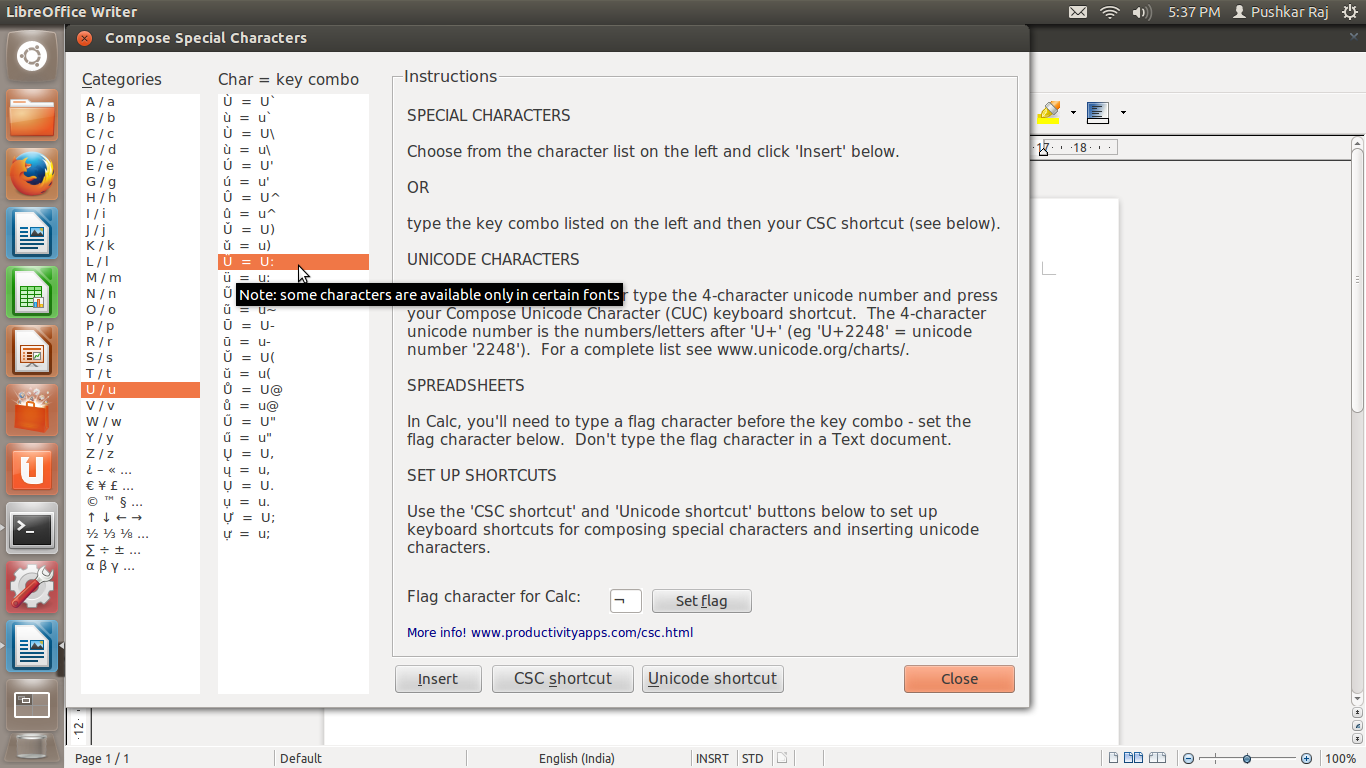 LibreOffice Writer
5:37 PM Pushkar Raj
Compose Special Characters
Categories
A / a
B / b
C / c
D / d
E / e
G / g
H / h
I / i
J / j
K / k
L / l
M / m
N / n
O / o
P / p
R / r
S / s
T / t
U / u
V / v
W / w
Y / y
Z / z
¿ – « ...
€ ¥ £ ...
© ™ § ...
↑ ↓ ← →
½ ⅓ ⅛ ...
∑ ÷ ± ...
α β γ ...
Char = key combo
Ù = U`
ù = u`
Ù = U\
ù = u\
Ú = U'
ú = u'
Û = U^
û = u^
Ǔ = U)
ǔ = u)
Ü = U:
ü = u:
ũ = u~
Ū = U-
ū = u-
Ŭ = U(
ŭ = u(
Ů = U@
ů = u@
Ű = U"
ű = u"
Ų = U,
ų = u,
Ụ = U.
ụ = u.
Ư = U;
ư = u;
Note: some characters are available only in certain fonts
Instructions
SPECIAL CHARACTERS
Choose from the character list on the left and click 'Insert' below.
OR
type the key combo listed on the left and then your CSC shortcut (see below).
UNICODE CHARACTERS
type the 4-character unicode number and press
your Compose Unicode Character (CUC) keyboard shortcut. The 4-character
unicode number is the numbers/letters after 'U+' (eg 'U+2248' = unicode
number '2248'). For a complete list see www.unicode.org/charts/.
SPREADSHEETS
In Calc, you'll need to type a flag character before the key combo - set the
flag character below. Don't type the flag character in a Text document.
SET UP SHORTCUTS
Use the 'CSC shortcut' and 'Unicode shortcut' buttons below to set up
keyboard shortcuts for composing special characters and inserting unicode
characters.
Flag character for Calc: ¬ Set flag
More info! www.productivityapps.com/csc.html
Insert CSC shortcut Unicode shortcut Close
17 18
12
Page 1 / 1 Default English (India) INSRT STD 100%